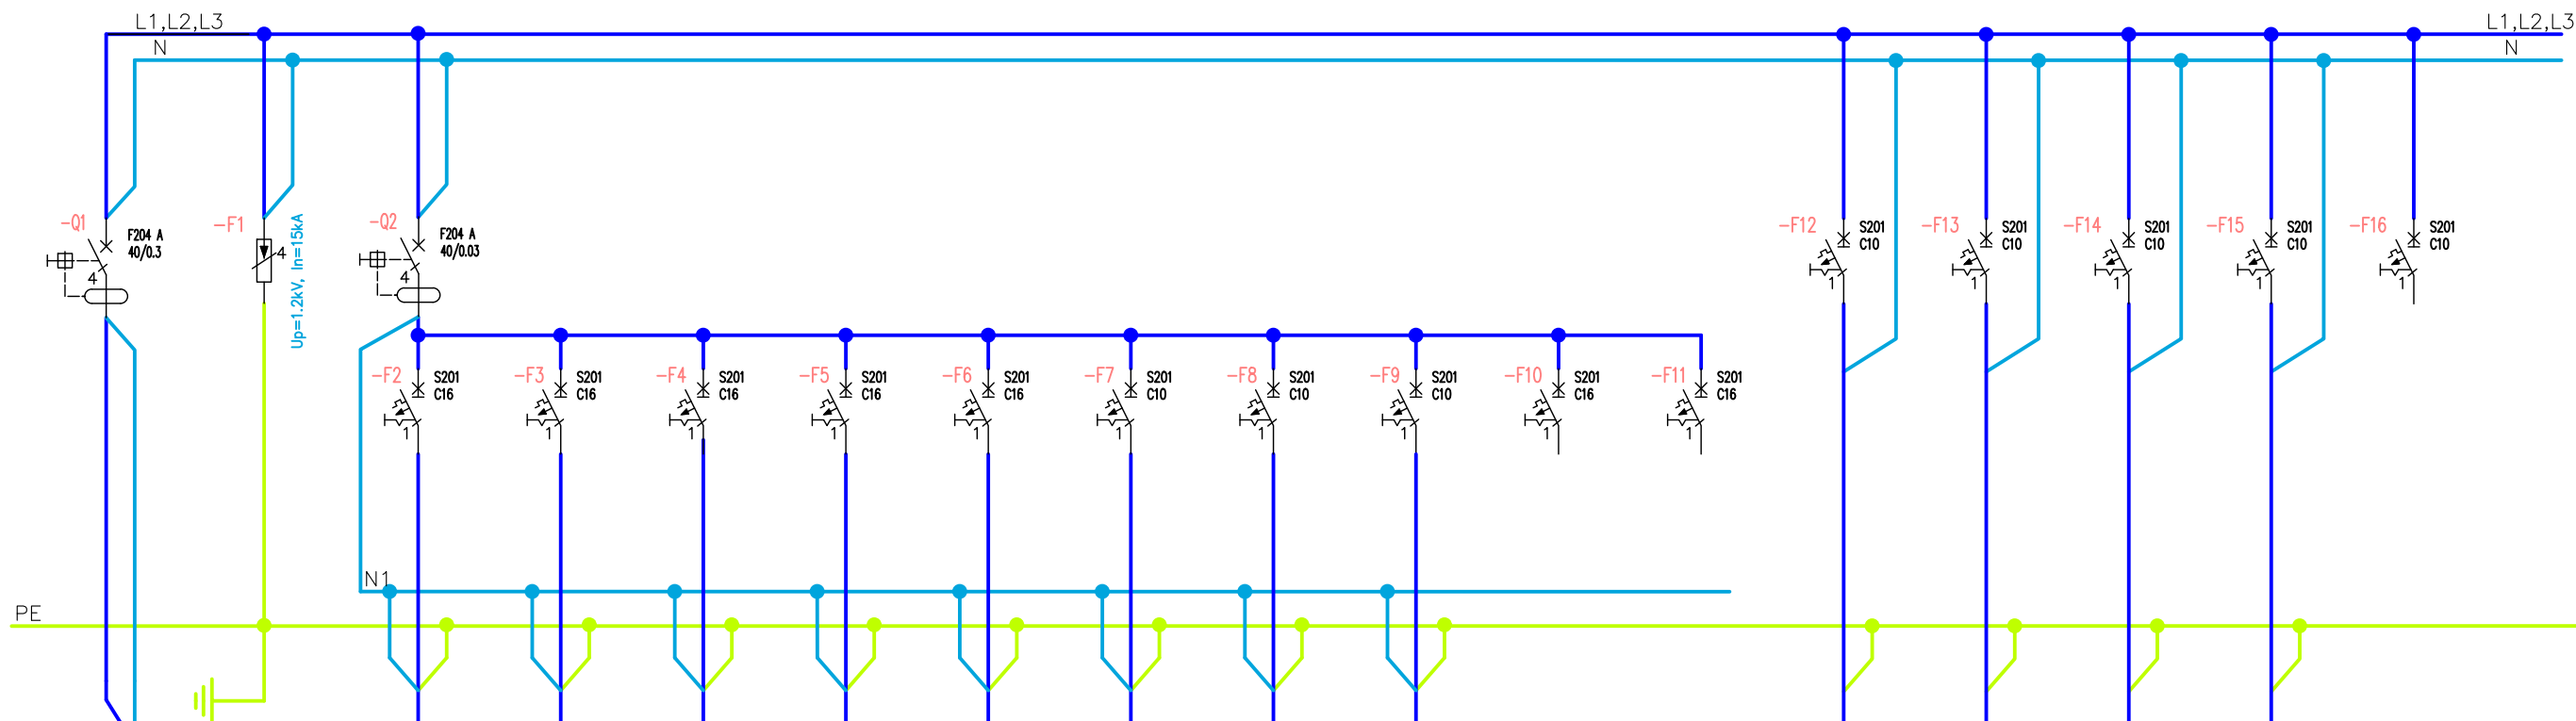 L1,L2,L3
L1,L2,L3
N
N
-Q1
F204 A
40/0.3
4
-F1
4
Up=1.2kV, In=15kA
-Q2
F204 A
40/0.03
4
-F12
S201
C10
1
-F13
S201
C10
1
-F14
S201
C10
1
-F15
S201
C10
1
-F16
S201
C10
1
-F2
S201
C16
1
-F3
S201
C16
1
-F4
S201
C16
1
-F5
S201
C16
1
-F6
S201
C16
1
-F7
S201
C10
1
-F8
S201
C10
1
-F9
S201
C10
1
-F10
S201
C16
1
-F11
S201
C16
1
N1
PE